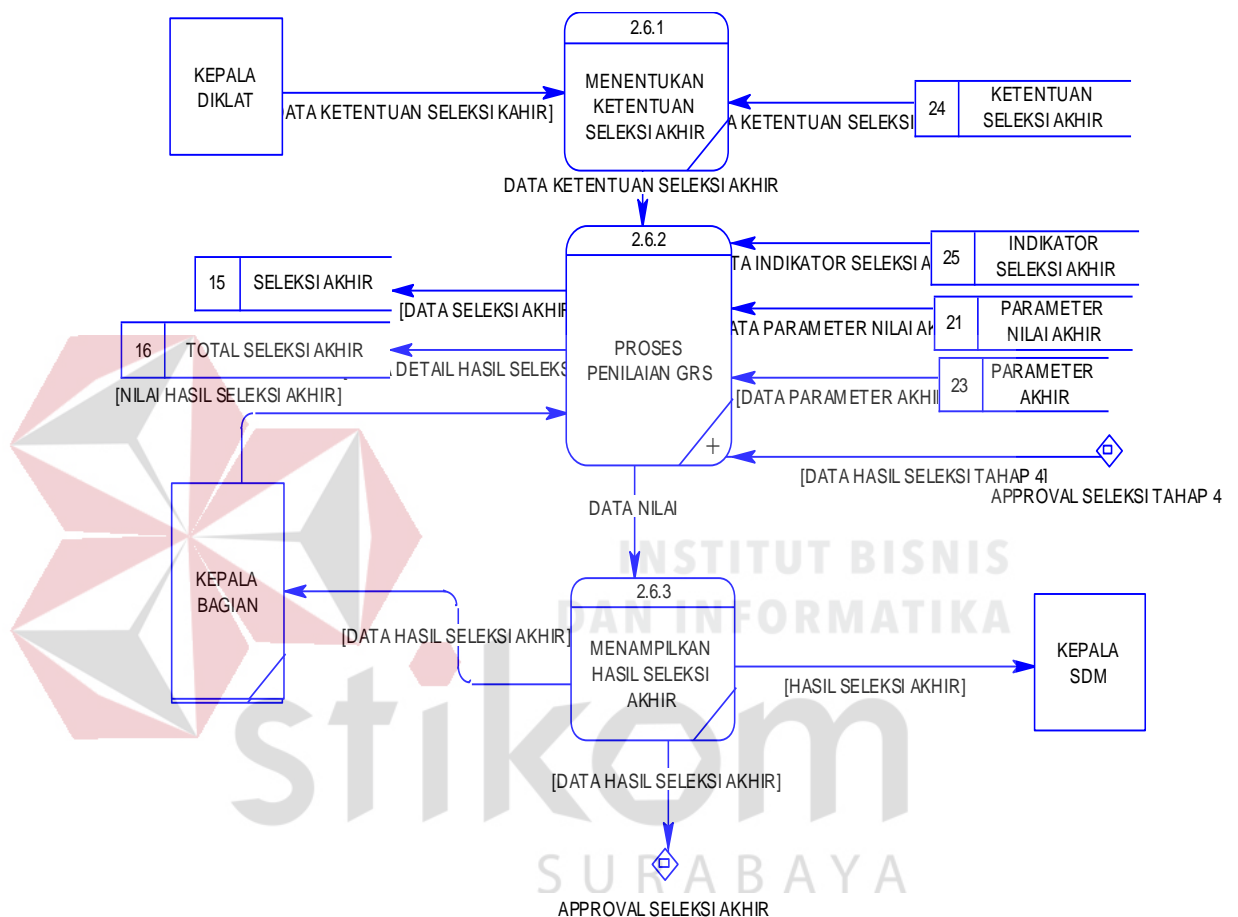 2.6.1
KEPALA
DIKLAT
MENENTUKAN
KETENTUAN
SELEKSI AKHIR
DATA KETENTUAN SELEKSI KAHIR]
KETENTUAN SELEKSI
24
KETENTUAN
SELEKSI AKHIR
DATA KETENTUAN SELEKSI AKHIR
2.6.2
PROSES
PENILAIAN GRS
15
SELEKSI AKHIR
[DATA SELEKSI AKHIR
16
TOTAL SELEKSI AKHIR
DETAIL HASIL SELEKS
[NILAI HASIL SELEKSI AKHIR]
TA INDIKATOR SELEKSI A
25
INDIKATOR
SELEKSI AKHIR
ATA PARAMETER NILAI AK
21
PARAMETER
NILAI AKHIR
[DATA PARAMETER AKHI
23
PARAMETER
AKHIR
[DATA HASIL SELEKSI TAHAP 4]
APPROVAL SELEKSI TAHAP 4
DATA NILAI
INSTITUT BISNIS
DAN INFORMATIKA
KEPALA
BAGIAN
[DATA HASIL SELEKSI AKHIR]
2.6.3
MENAMPILKAN
HASIL SELEKSI
AKHIR
[HASIL SELEKSI AKHIR]
KEPALA
SDM
stikom
[DATA HASIL SELEKSI AKHIR]
SURABAYA
APPROVAL SELEKSI AKHIR